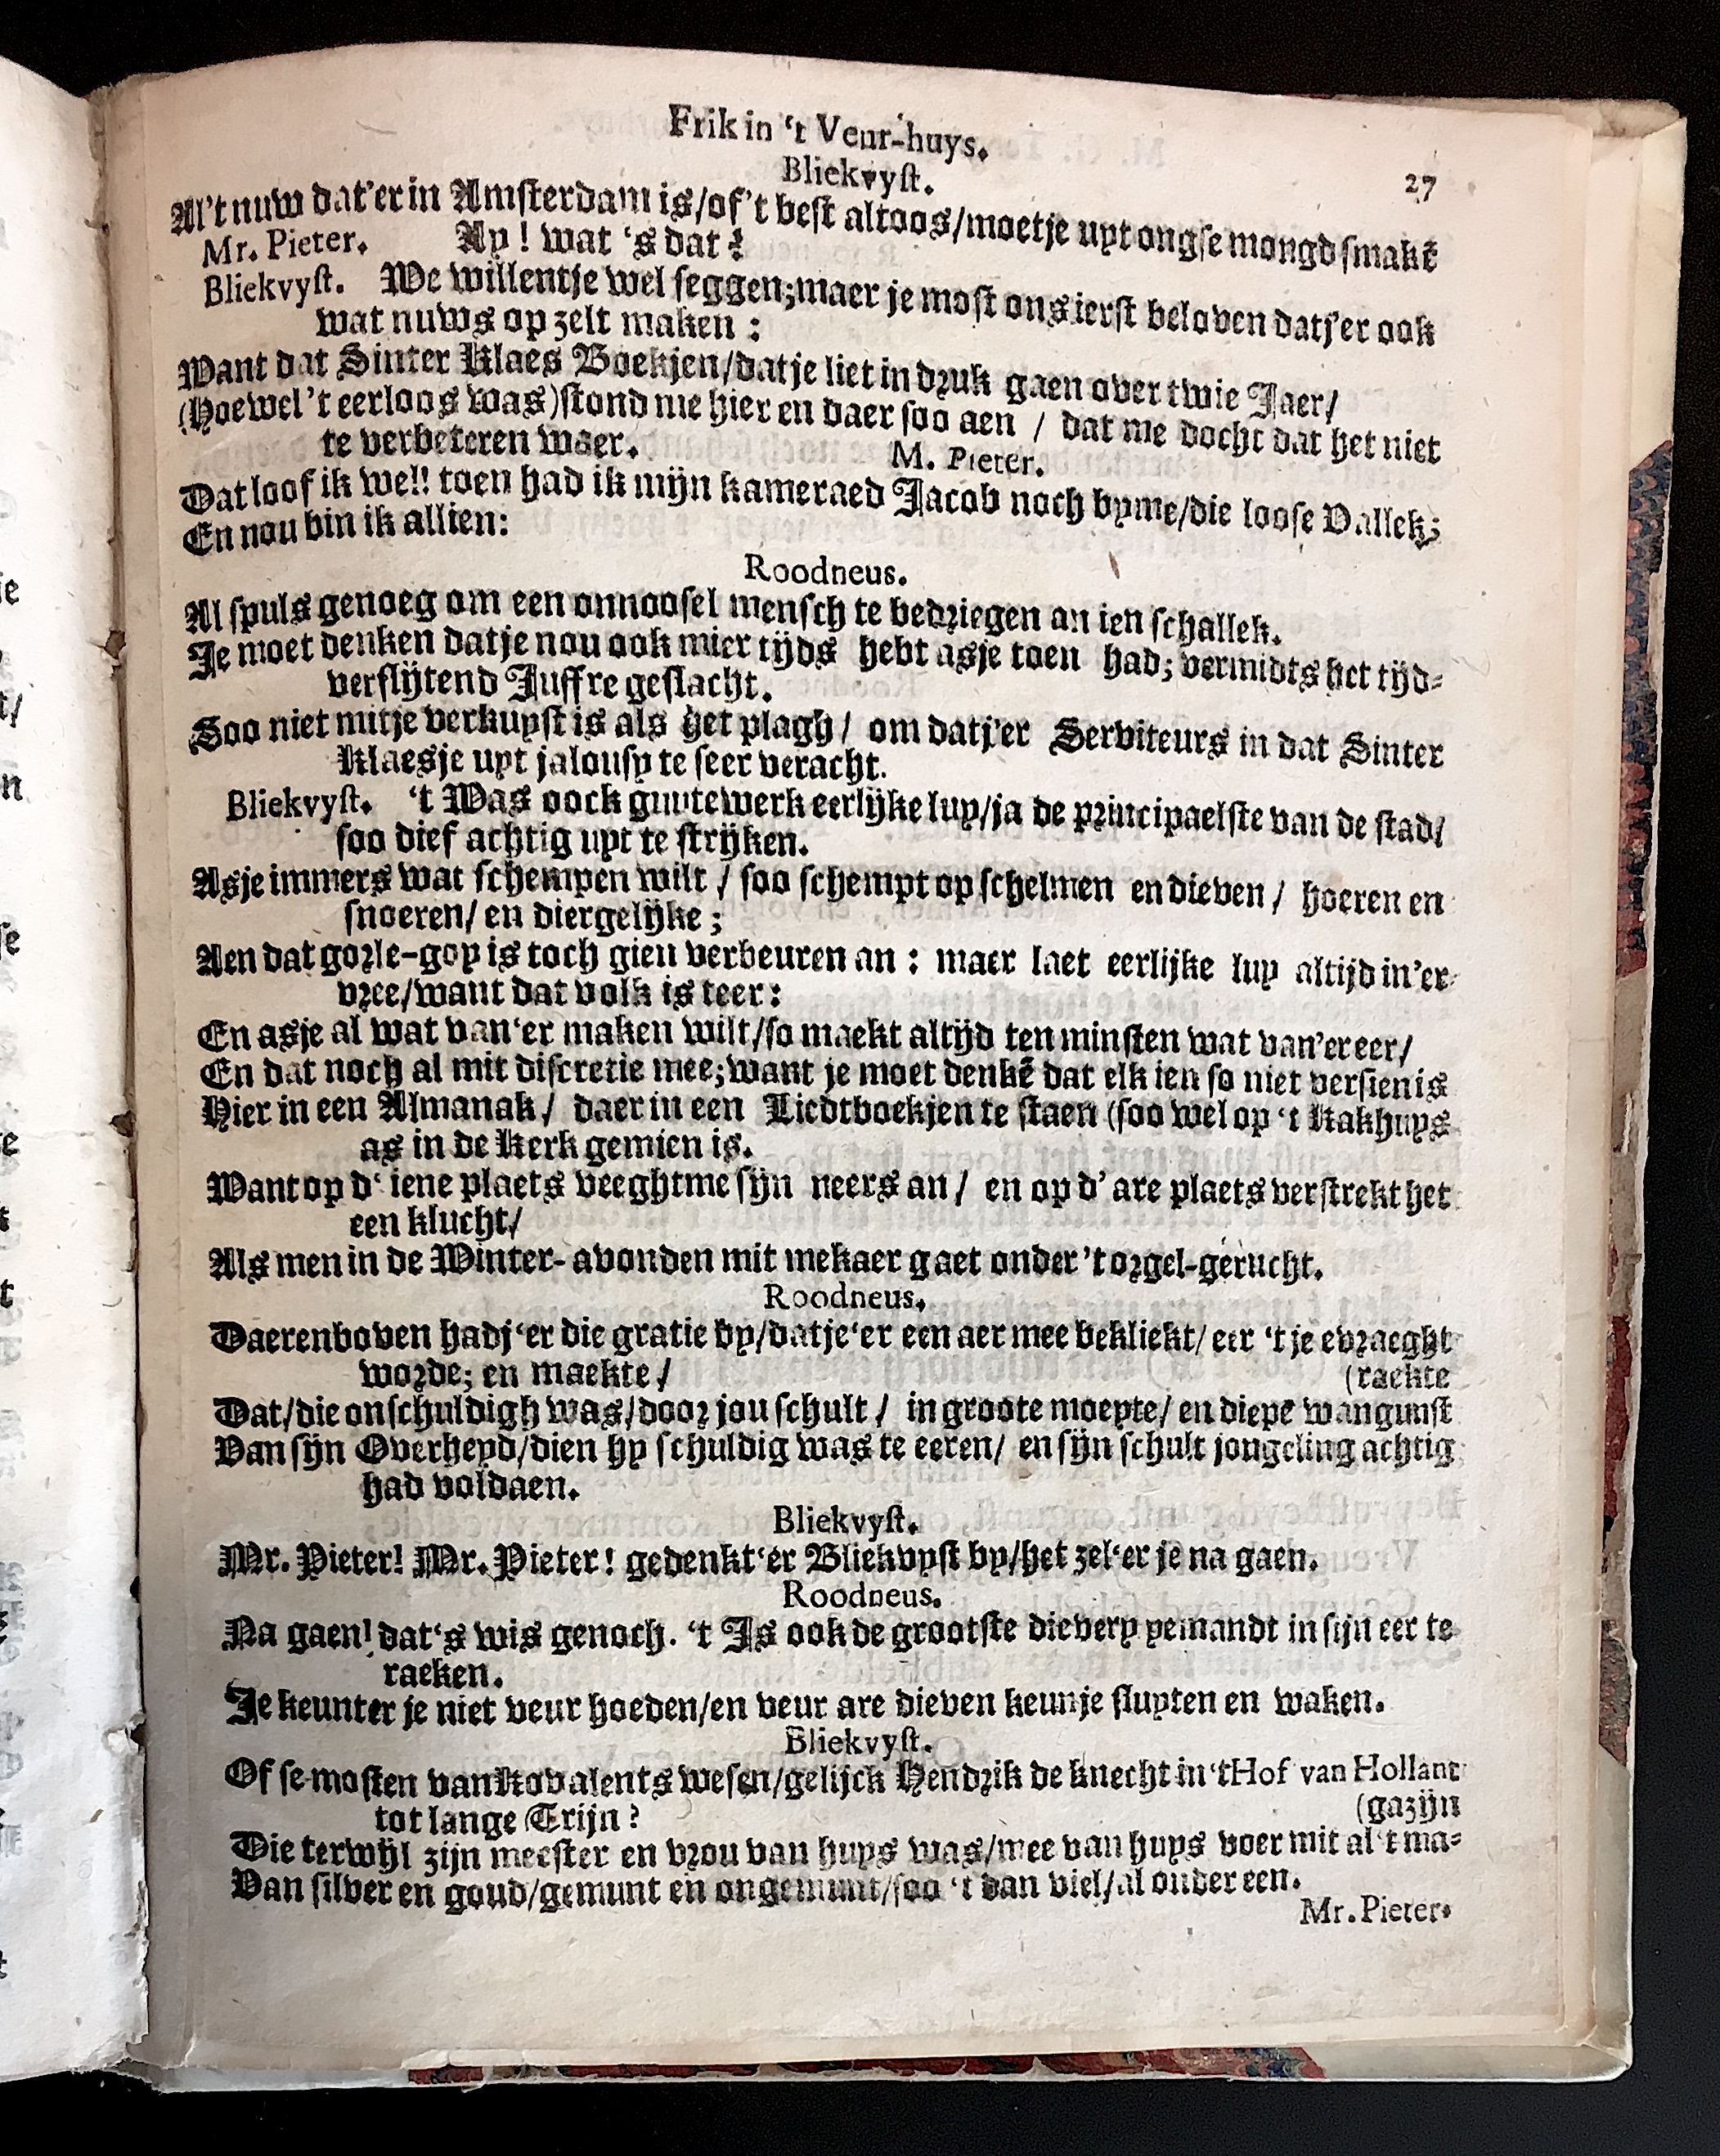 Frik in 't Veur-huys.
27
Bliekvyst.
Al't nuw dat'er in Amsterdam is/of 't best altoos/moetje uyt ongse mongd smakẽ
Mr. Pieter. Ay! wat 's dat?
Bliekvyst. We willentje wel seggen;maer je most ons ierst beloven datj'er ook
wat nuws op zelt maken:
Want dat Sinter Klaes Boekjen/datje liet in druk gaen over twie Jaer/
(Hoewel 't eerloos was)stond me hier en daer soo aen / dat me docht dat het niet
te verbeteren waer.
M. Pieter.
Dat loof ik wel! toen had ik mijn kameraed Jacob noch byme/die loose Vallek;
En nou bin ik allien:
Roodneus.
Al spuls genoeg om een onnoosel mensch te bedriegen an ien schallek.
Je moet denken datje nou ook mier tijds hebt asje toen had; vermidts het tijd-
verslijtend Juffre geslacht.
Soo niet mitje verkuyst is als het plagh/ om datj'er Serviteurs in dat Sinter
Klaesje uyt jalousy te seer veracht.
Bliekvyst. 't Was oock guytewerk eerlijke luy/ja de principaelste van de stad/
soo dief achtig uyt te strijken.
Asje immers wat schempen wilt / soo schempt op schelmen en dieven / hoeren en
snoeren/ en diergelijke;
Aen dat gorle-goy is toch gien verbeuren an: maer laet eerlijke luy altijd in'er
vree/want dat volk is teer:
En asje al wat van'er maken wilt/so maekt altijd ten minsten wat van'er eer/
En dat noch al mit discretie mee;want je moet denkẽ dat elk ien so niet versien is
Hier in een Almanak/ daer in een Liedtboekjen te staen (soo wel op 't Kakhuys
as in de Kerk gemien is.
Want op d' iene plaets veeghtme sijn neers an/ en op d' are plaets verstrekt het
een klucht/
Als men in de Winter-avonden mit mekaer gaet onder 't orgel-gerucht.
Roodneus.
Daerenboven hadj'er die gratie by/datje'er een aer mee bekliekt/ eer 't je evraeght
worde; en maekte/ (raekte
Dat/die onschuldigh was/door jou schult/ in groote moeyte/ en diepe wangunst
Van sijn Overheyd/dien hy schuldig was te eeren/ en sijn schult jongeling achtig
had voldaen.
Bliekvyst.
Mr. Pieter! Mr. Pieter! gedenkt'er Bliekvyst by/het zel'er je na gaen.
Roodneus.
Na gaen! dat's wis genoch. 't Is ook de grootste dievery yemandt in sijn eer te
raeken.
Je keunter je niet veur hoeden/en veur are dieven keunje sluyten en waken.
Bliekvyst.
Of se mosten van Kovalents wesen/gelijck Hendrik de knecht in 't Hof van Hollant
tot lange Trijn? (gazijn
Die terwijl zijn meester en vrou van huys was/mee van huys voer mit al 't ma-
Van silver en goud/gemunt en ongemunt/soo 't dan viel/al onder een.
Mr. Pieter.